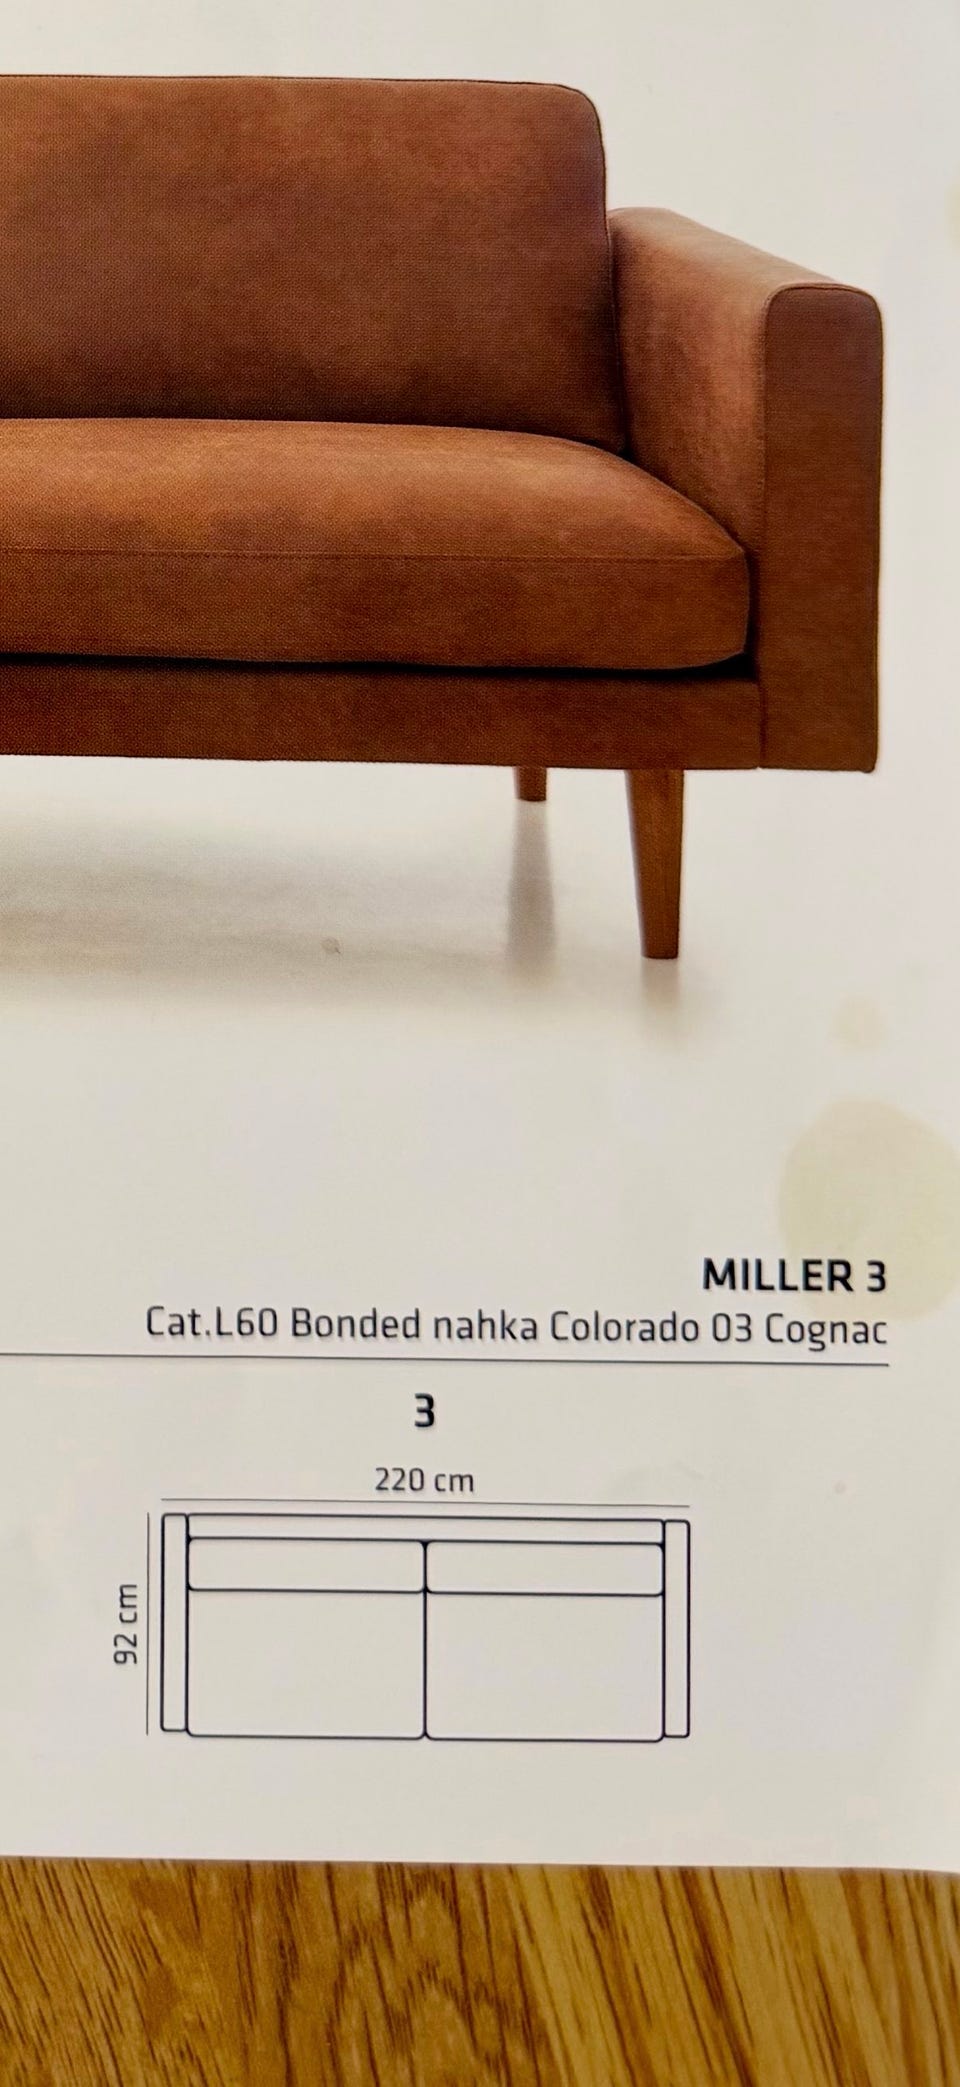 MILLER 3
Cat.L60 Bonded nahka Colorado 03 Cognac
3
220 cm
92 cm